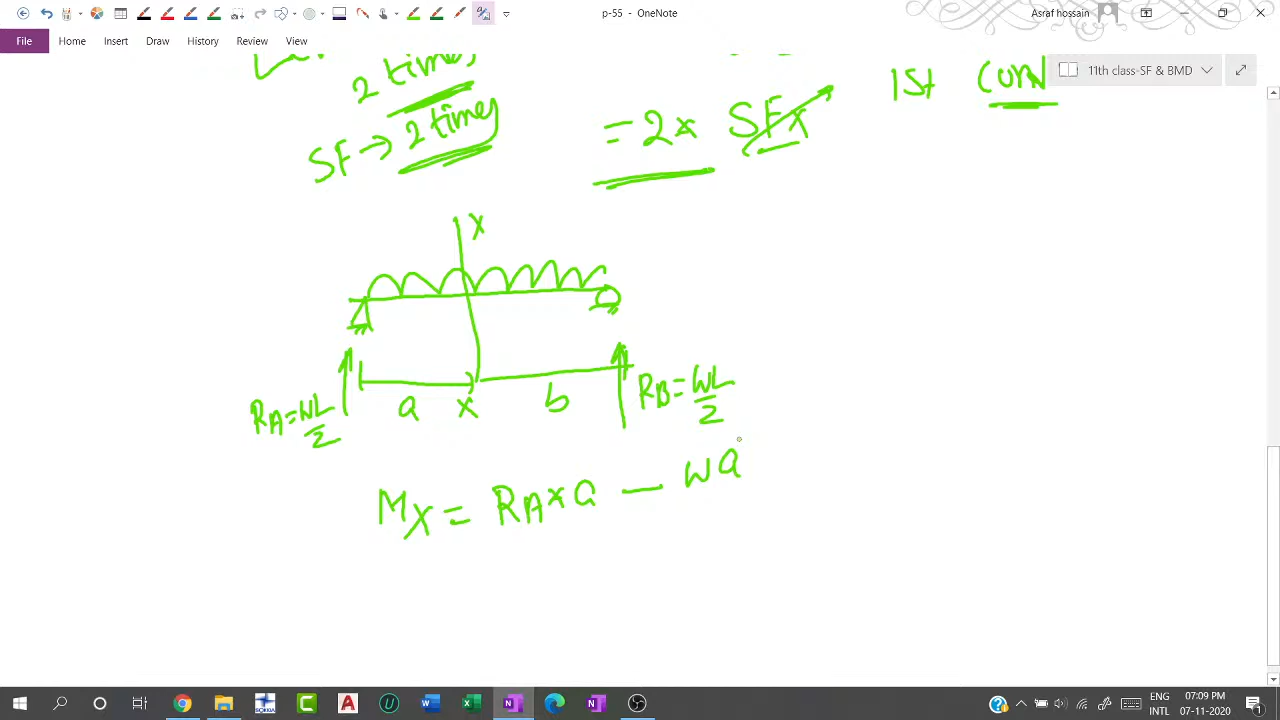 p-55 - OneNote
Asraf hossain
File Home Insert Draw History Review View
11th class-SF & BMD
2 times
SF → 2 times
= 2 × SFx
1st
X
RA = WL/2
a
X
b
RB = WL/2
Mx = RA × a — wa
ENG
INTL
07:09 PM
07-11-2020